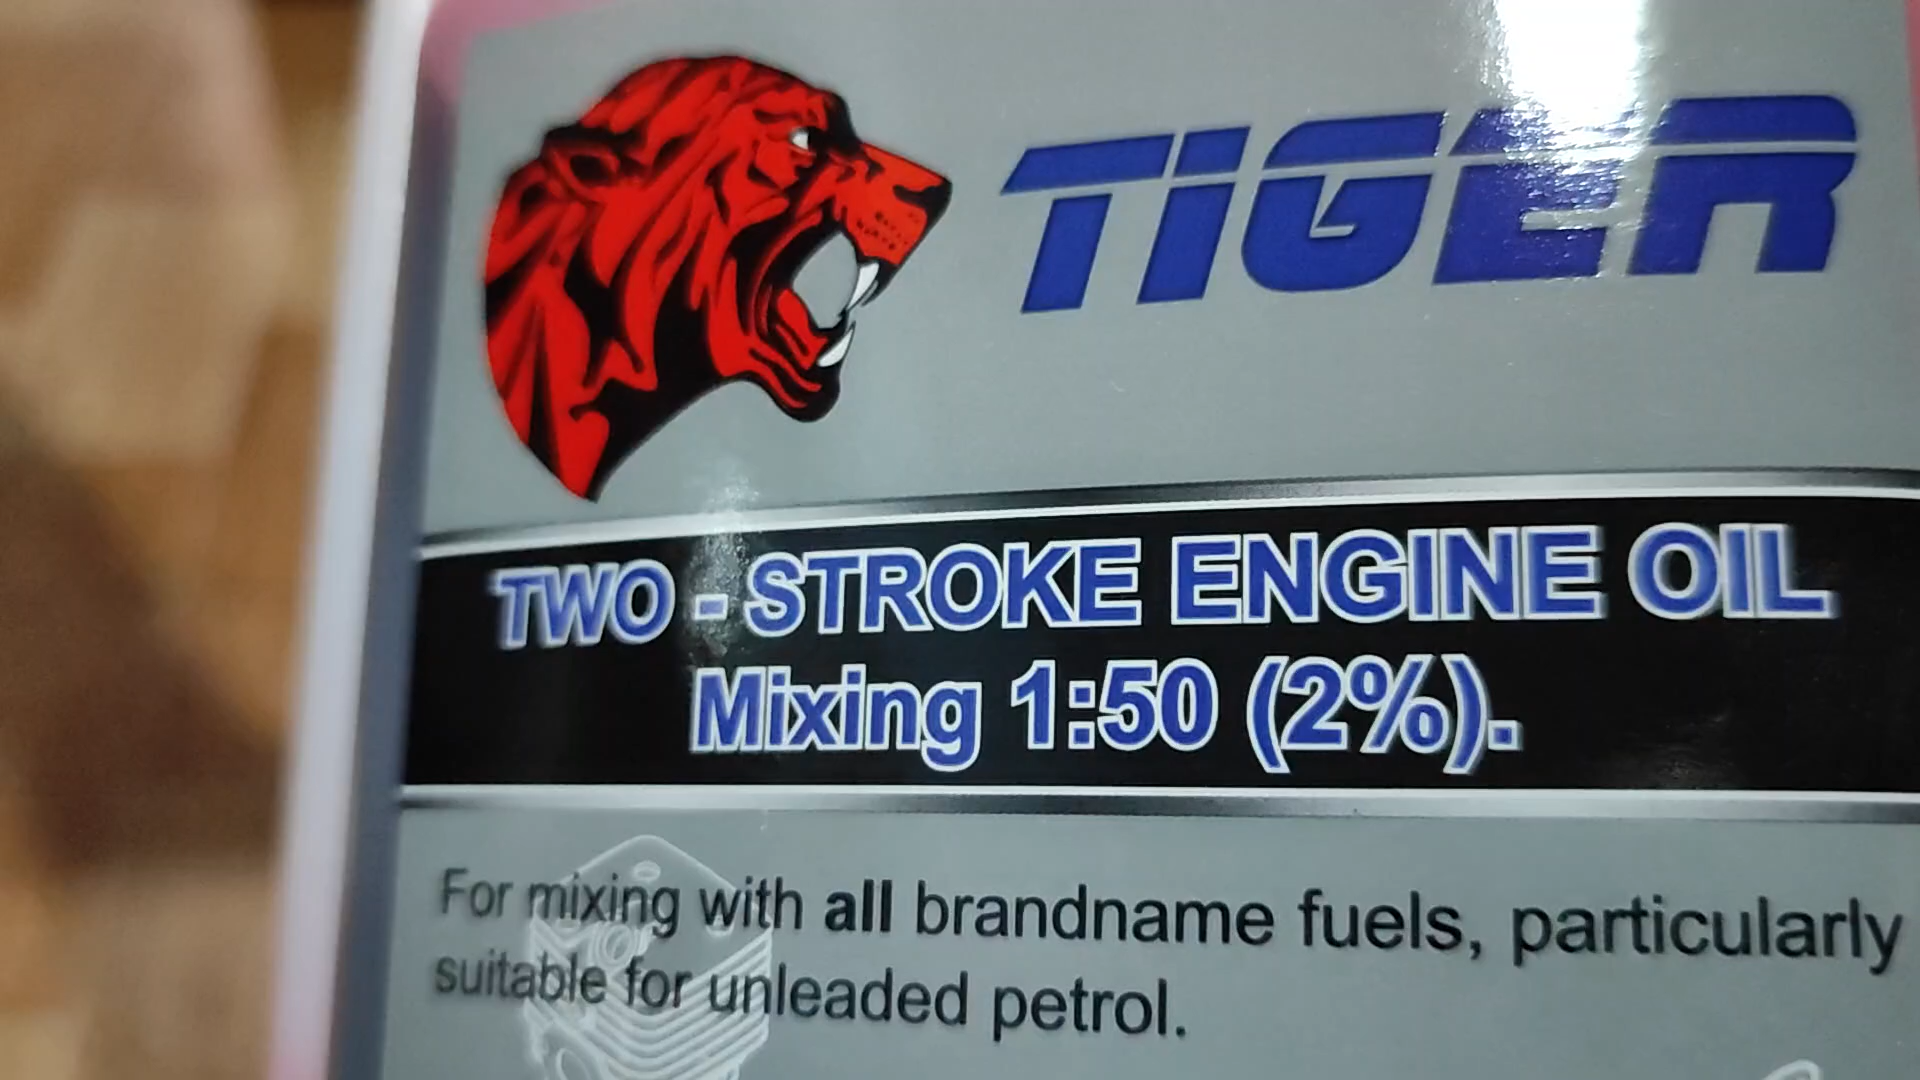 TIGER
TWO - STROKE ENGINE OIL
Mixing 1:50 (2%).
For mixing with all brandname fuels, particularly
suitable for unleaded petrol.